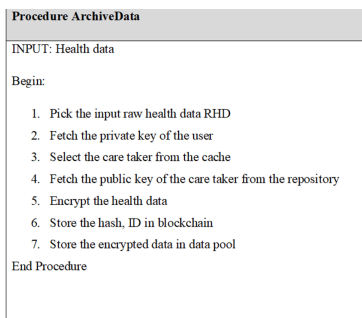 Procedure ArchiveData
INPUT: Health data
Begin:
1. Pick the input raw health data RHD
2. Fetch the private key of the user
3. Select the care taker from the cache
4. Fetch the public key of the care taker from the repository
5. Encrypt the health data
6. Store the hash, ID in blockchain
7. Store the encrypted data in data pool
End Procedure